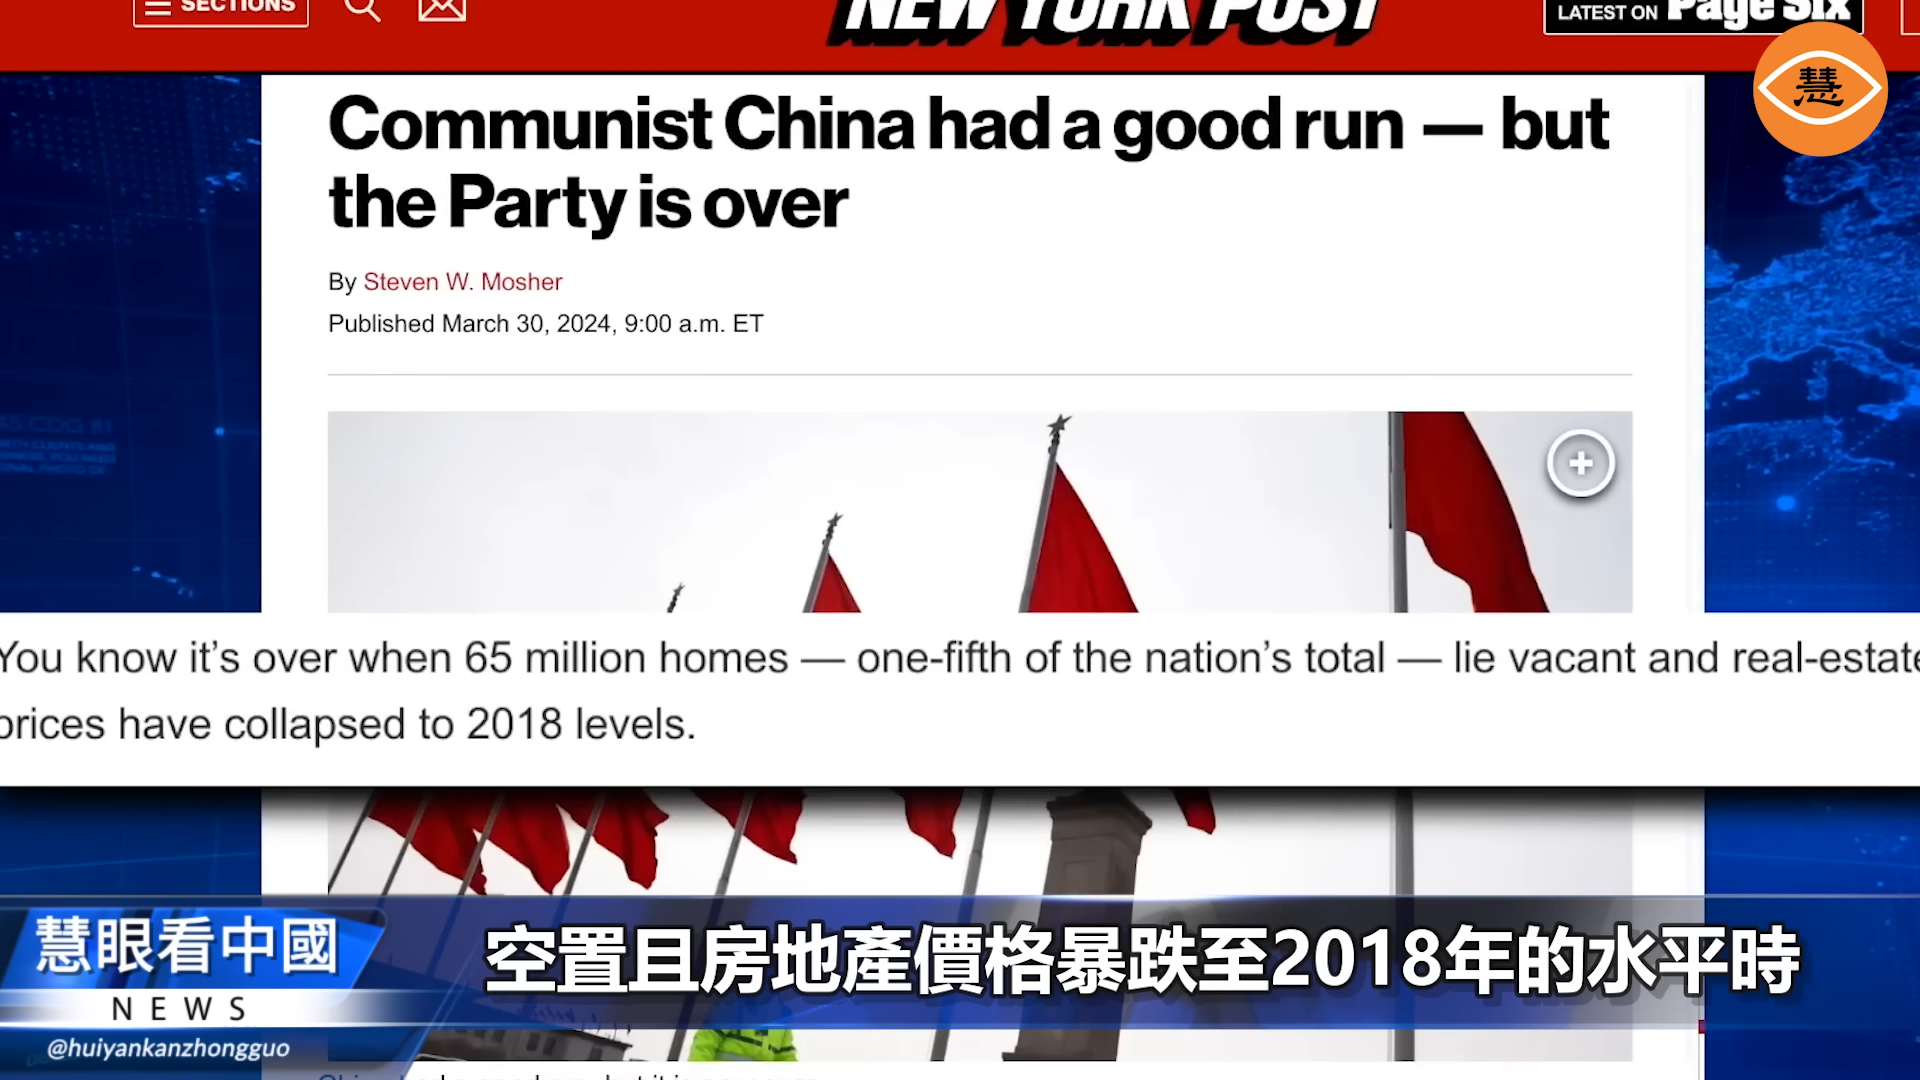 SECTIONS
NEW YORK POST
LATEST ON Page Six
慧
Communist China had a good run — but
the Party is over
By Steven W. Mosher
Published March 30, 2024, 9:00 a.m. ET
You know it’s over when 65 million homes — one-fifth of the nation’s total — lie vacant and real-estate
prices have collapsed to 2018 levels.
慧眼看中國
NEWS
@huiyankanzhongguo
空置且房地產價格暴跌至2018年的水平時